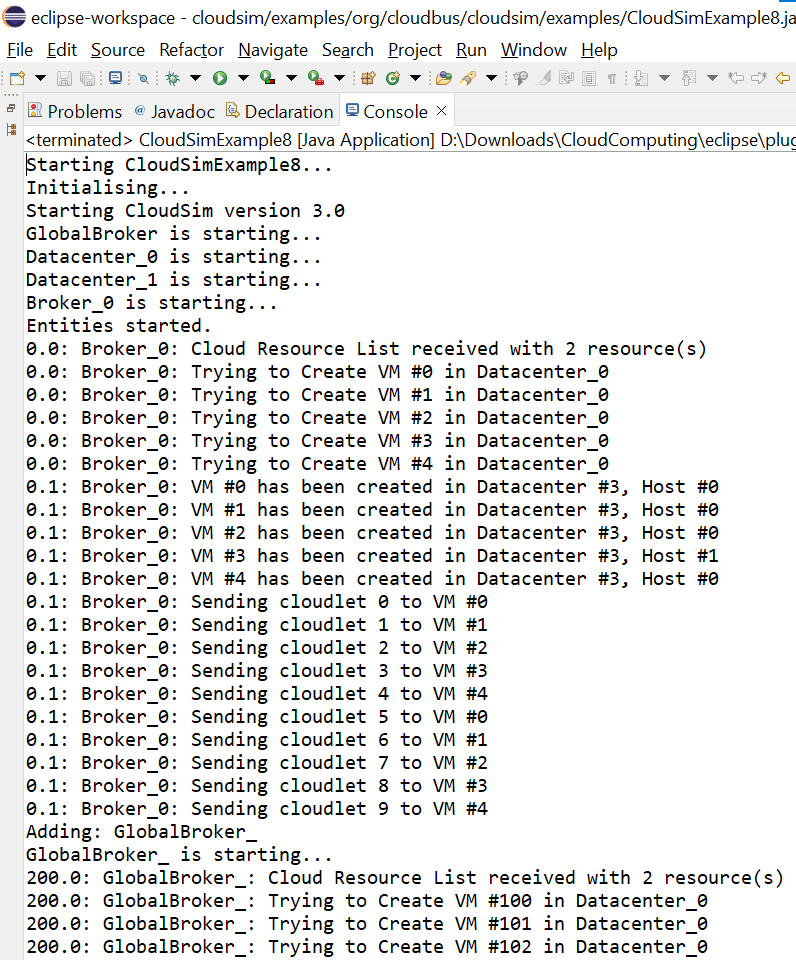 eclipse-workspace - cloudsim/examples/org/cloudbus/cloudsim/examples/CloudSimExample8.ja
File Edit Source Refactor Navigate Search Project Run Window Help
Problems @ Javadoc Declaration Console ×
<terminated> CloudSimExample8 [Java Application] D:\Downloads\CloudComputing\eclipse\plug
Starting CloudSimExample8...
Initialising...
Starting CloudSim version 3.0
GlobalBroker is starting...
Datacenter_0 is starting...
Datacenter_1 is starting...
Broker_0 is starting...
Entities started.
0.0: Broker_0: Cloud Resource List received with 2 resource(s)
0.0: Broker_0: Trying to Create VM #0 in Datacenter_0
0.0: Broker_0: Trying to Create VM #1 in Datacenter_0
0.0: Broker_0: Trying to Create VM #2 in Datacenter_0
0.0: Broker_0: Trying to Create VM #3 in Datacenter_0
0.0: Broker_0: Trying to Create VM #4 in Datacenter_0
0.1: Broker_0: VM #0 has been created in Datacenter #3, Host #0
0.1: Broker_0: VM #1 has been created in Datacenter #3, Host #0
0.1: Broker_0: VM #2 has been created in Datacenter #3, Host #0
0.1: Broker_0: VM #3 has been created in Datacenter #3, Host #1
0.1: Broker_0: VM #4 has been created in Datacenter #3, Host #0
0.1: Broker_0: Sending cloudlet 0 to VM #0
0.1: Broker_0: Sending cloudlet 1 to VM #1
0.1: Broker_0: Sending cloudlet 2 to VM #2
0.1: Broker_0: Sending cloudlet 3 to VM #3
0.1: Broker_0: Sending cloudlet 4 to VM #4
0.1: Broker_0: Sending cloudlet 5 to VM #0
0.1: Broker_0: Sending cloudlet 6 to VM #1
0.1: Broker_0: Sending cloudlet 7 to VM #2
0.1: Broker_0: Sending cloudlet 8 to VM #3
0.1: Broker_0: Sending cloudlet 9 to VM #4
Adding: GlobalBroker_
GlobalBroker_ is starting...
200.0: GlobalBroker_: Cloud Resource List received with 2 resource(s)
200.0: GlobalBroker_: Trying to Create VM #100 in Datacenter_0
200.0: GlobalBroker_: Trying to Create VM #101 in Datacenter_0
200.0: GlobalBroker_: Trying to Create VM #102 in Datacenter_0